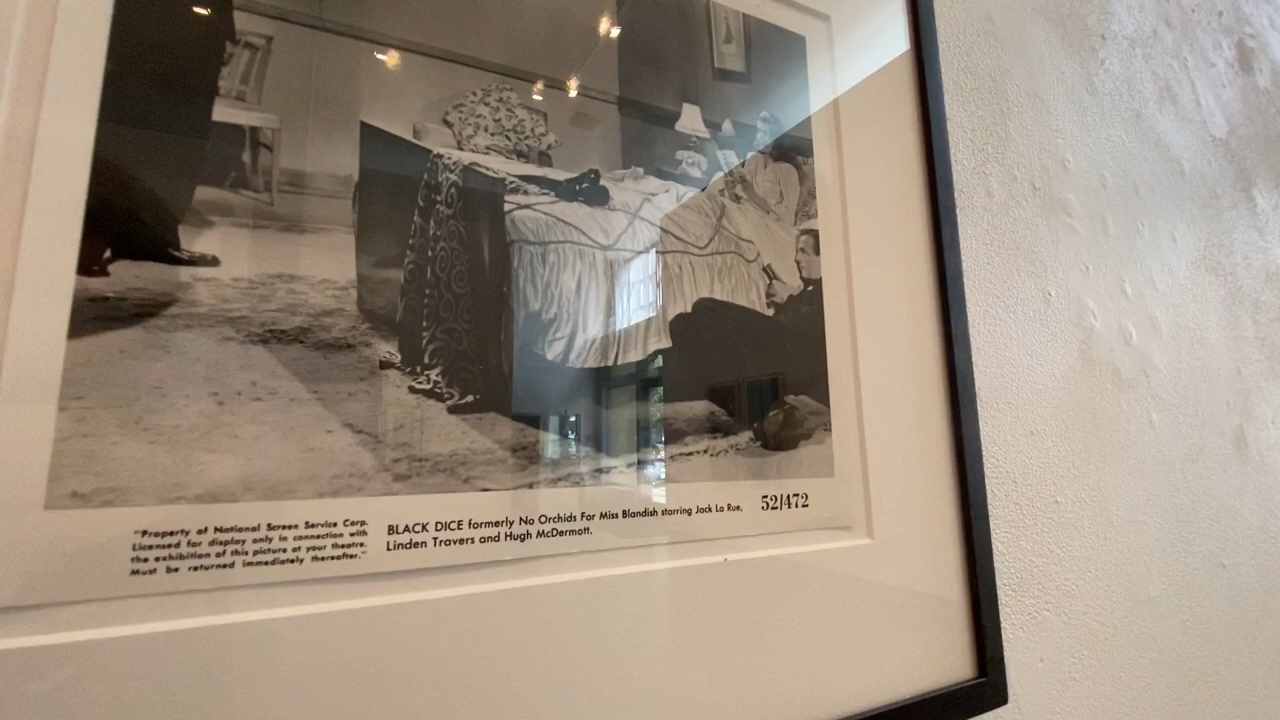 "Property of National Screen Service Corp.
Licensed for display only in connection with
the exhibition of this picture at your theatre.
Must be returned immediately thereafter."
BLACK DICE formerly No Orchids For Miss Blandish starring Jack La Rue,
Linden Travers and Hugh McDermott.
52/472